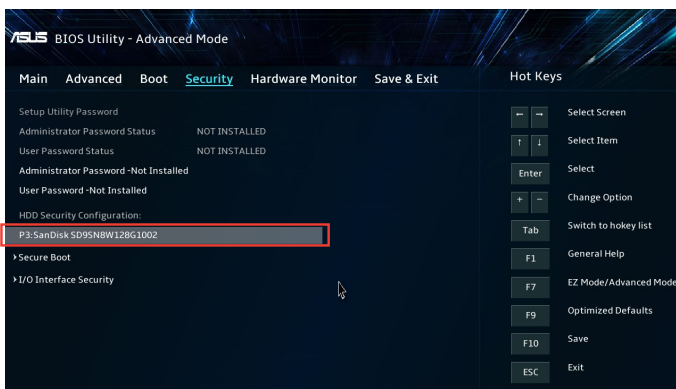 ASUS BIOS Utility - Advanced Mode
Main Advanced Boot Security Hardware Monitor Save & Exit
Hot Keys
Setup Utility Password
Administrator Password Status NOT INSTALLED
User Password Status NOT INSTALLED
Administrator Password -Not Installed
User Password -Not Installed
HDD Security Configuration:
P3:SanDisk SD9SN8W128G1002
Secure Boot
I/O Interface Security
← → Select Screen
↑ ↓ Select Item
Enter Select
+ - Change Option
Tab Switch to hokey list
F1 General Help
F7 EZ Mode/Advanced Mode
F9 Optimized Defaults
F10 Save
ESC Exit